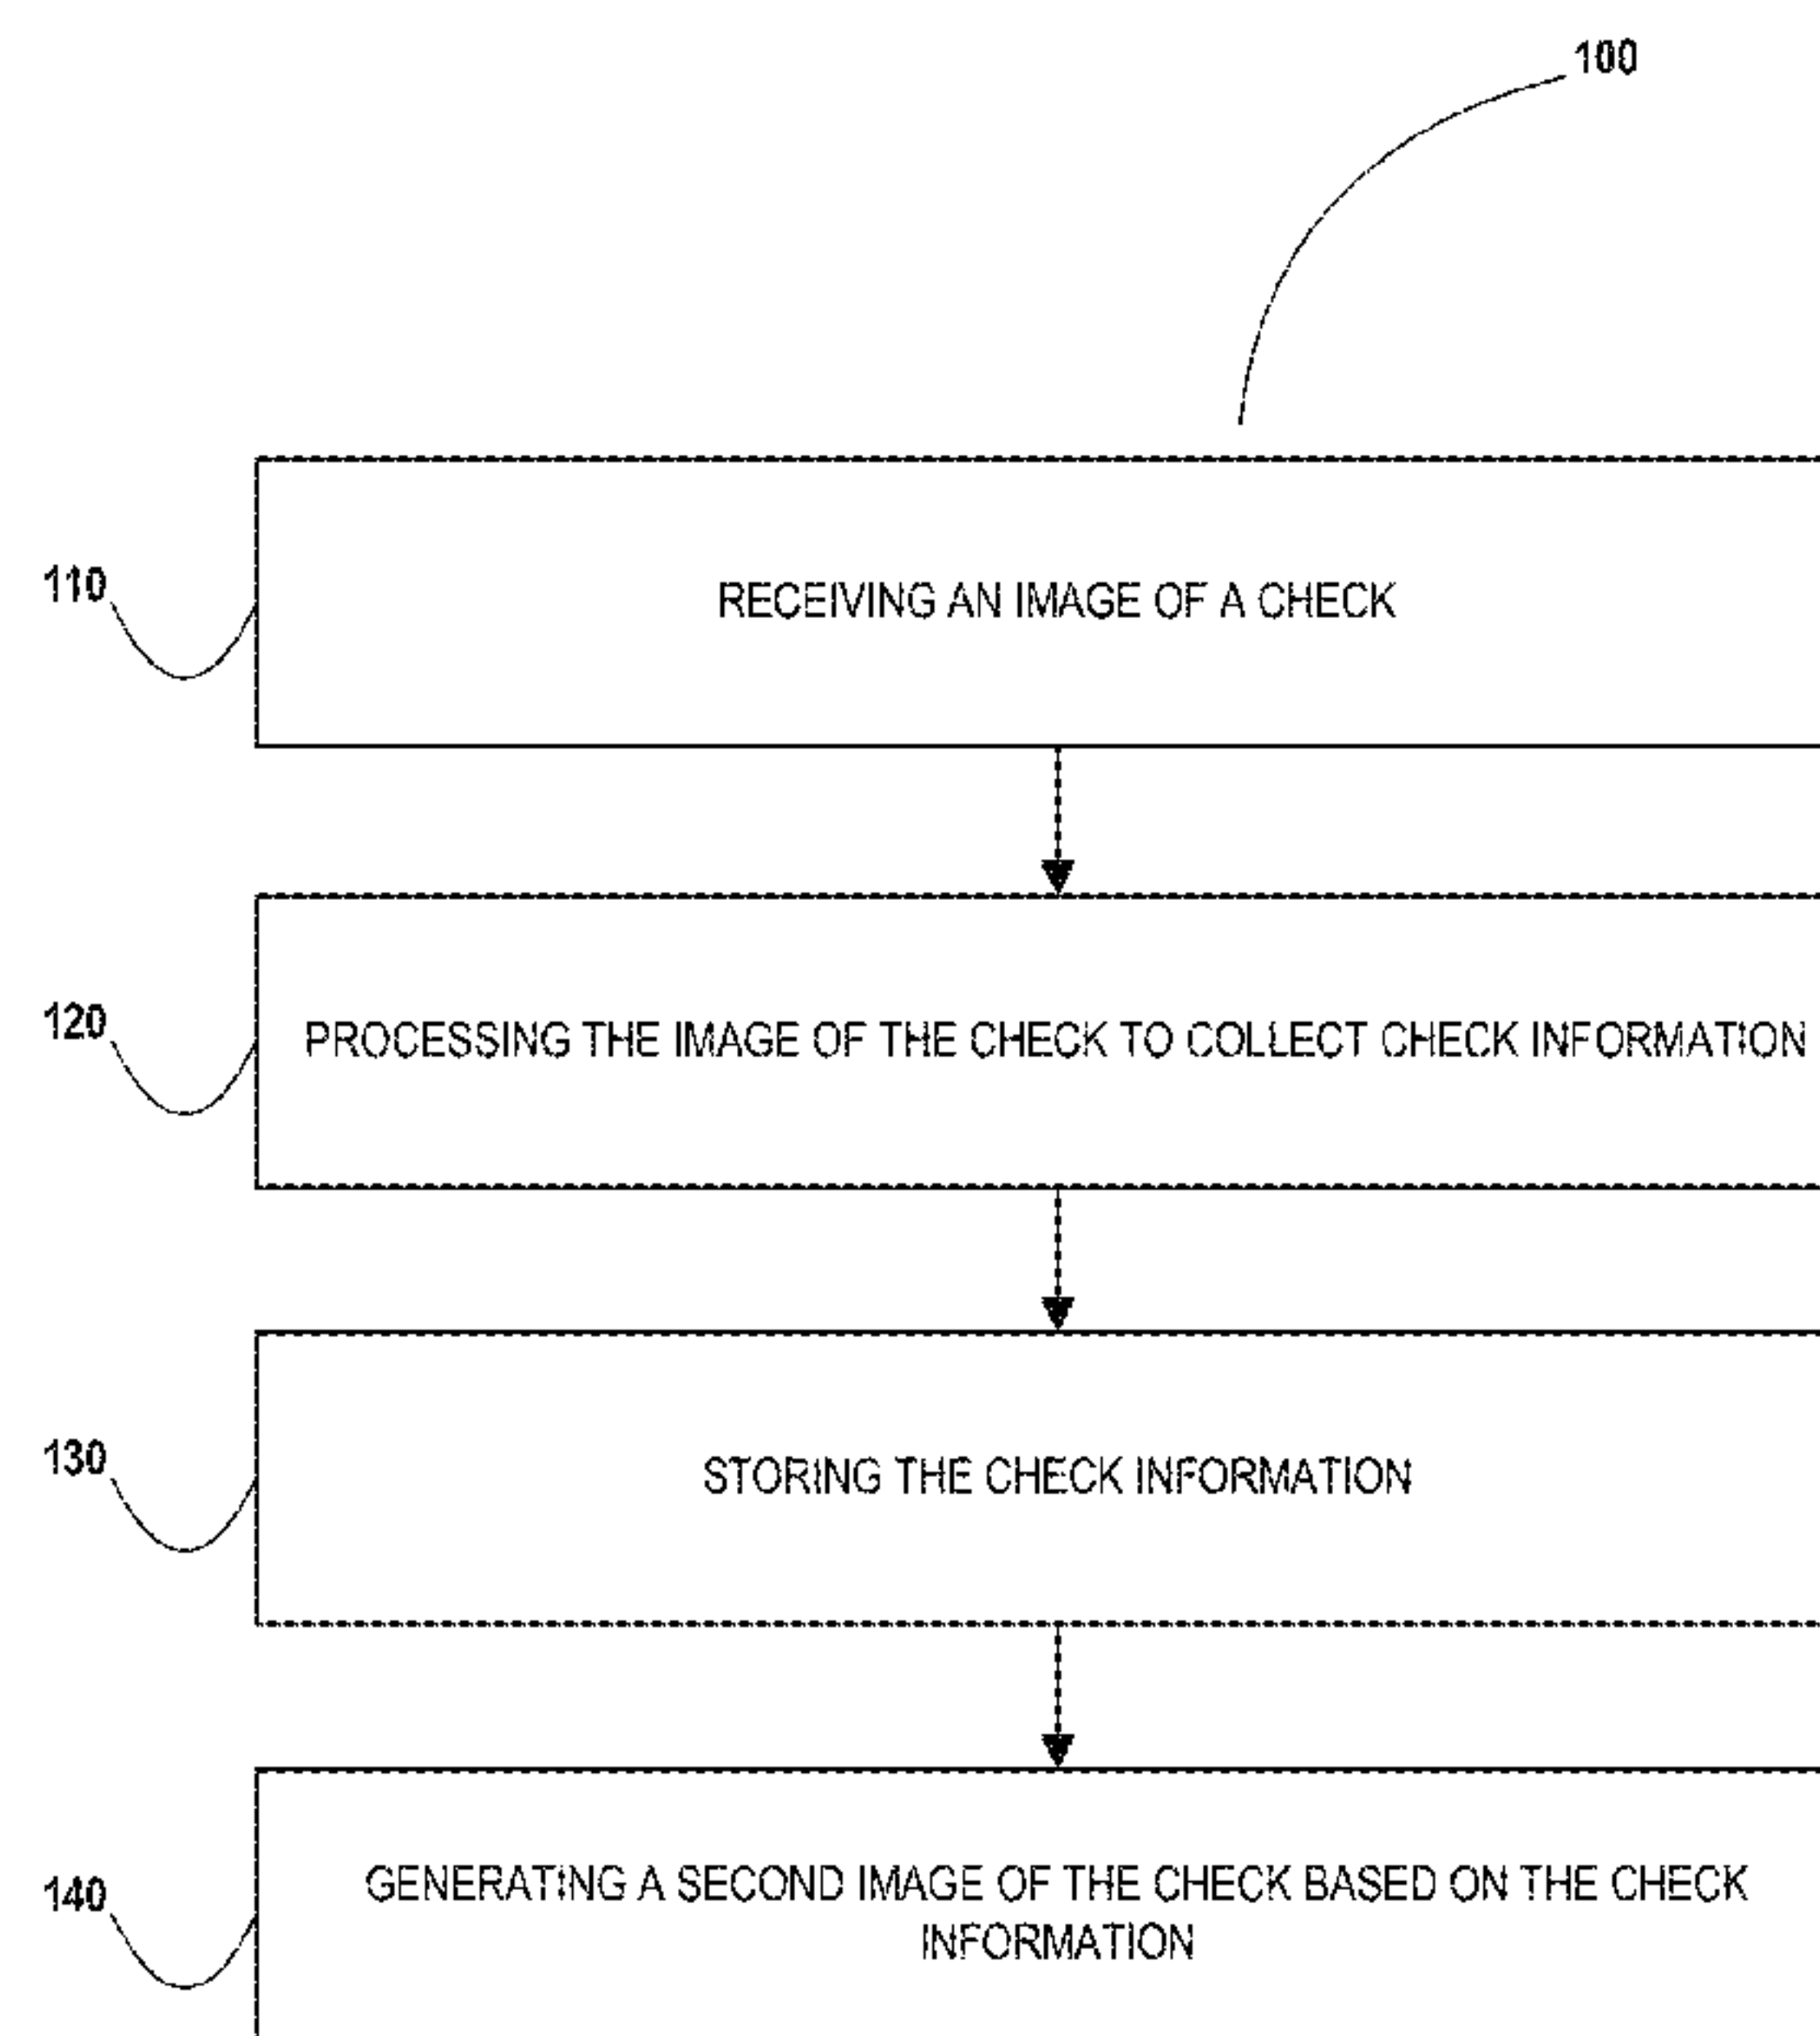 100
110
RECEIVING AN IMAGE OF A CHECK
120
PROCESSING THE IMAGE OF THE CHECK TO COLLECT CHECK INFORMATION
130
STORING THE CHECK INFORMATION
140
GENERATING A SECOND IMAGE OF THE CHECK BASED ON THE CHECK
INFORMATION